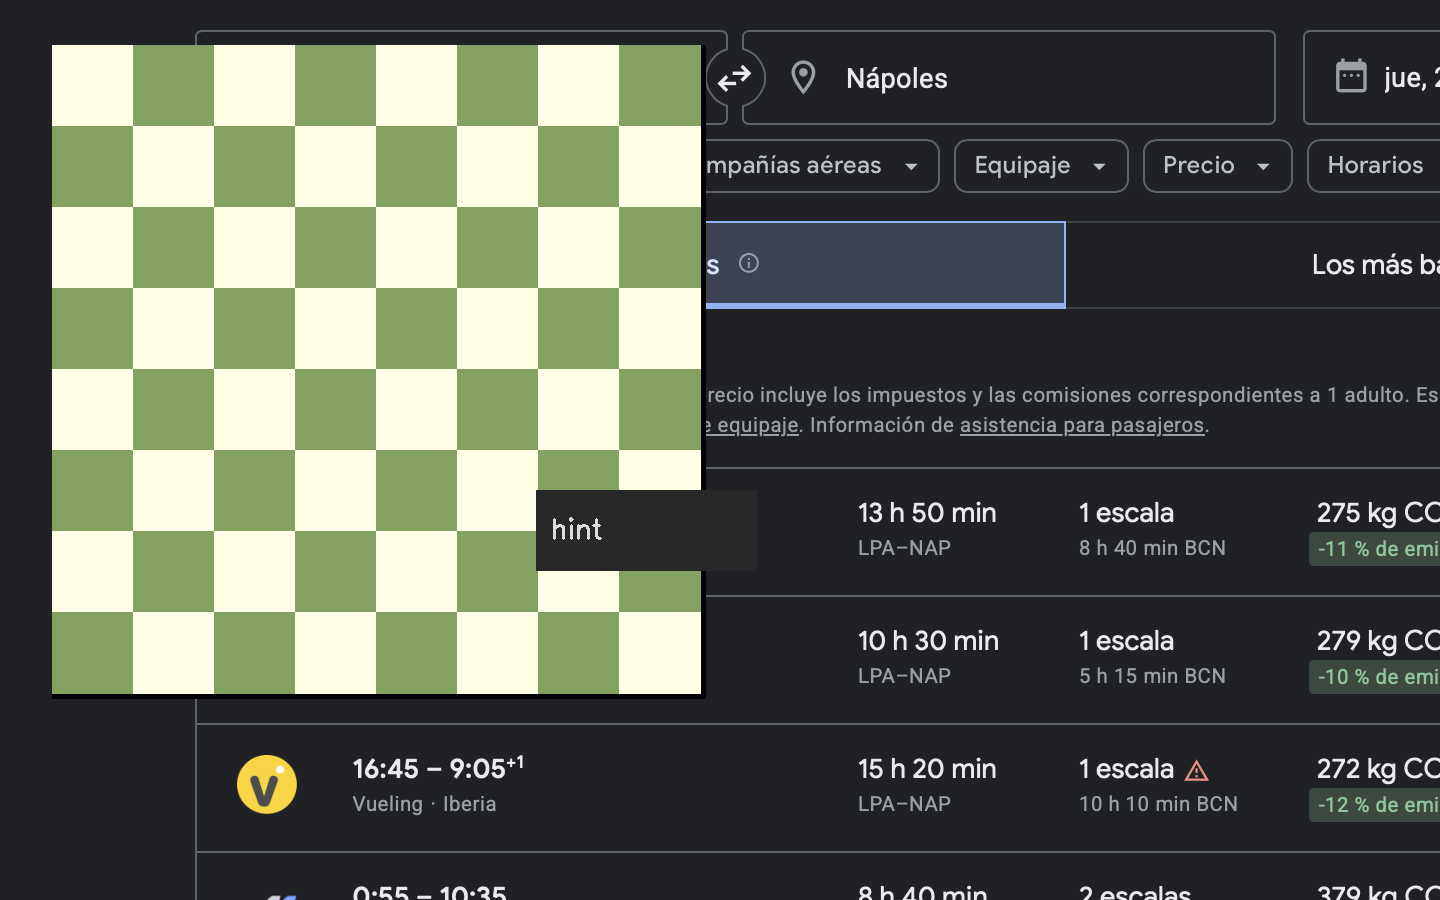 Nápoles
jue, 2
mpañías aéreas
Equipaje
Precio
Horarios
s
Los más ba
recio incluye los impuestos y las comisiones correspondientes a 1 adulto. Es
e equipaje. Información de asistencia para pasajeros.
hint
13 h 50 min
1 escala
275 kg CO
LPA–NAP
8 h 40 min BCN
-11 % de emi
10 h 30 min
1 escala
279 kg CO
LPA–NAP
5 h 15 min BCN
-10 % de emi
16:45 – 9:05+1
15 h 20 min
1 escala
272 kg CO
Vueling · Iberia
LPA–NAP
10 h 10 min BCN
-12 % de emi
0:55 – 10:35
8 h 40 min
2 escalas
379 kg CO